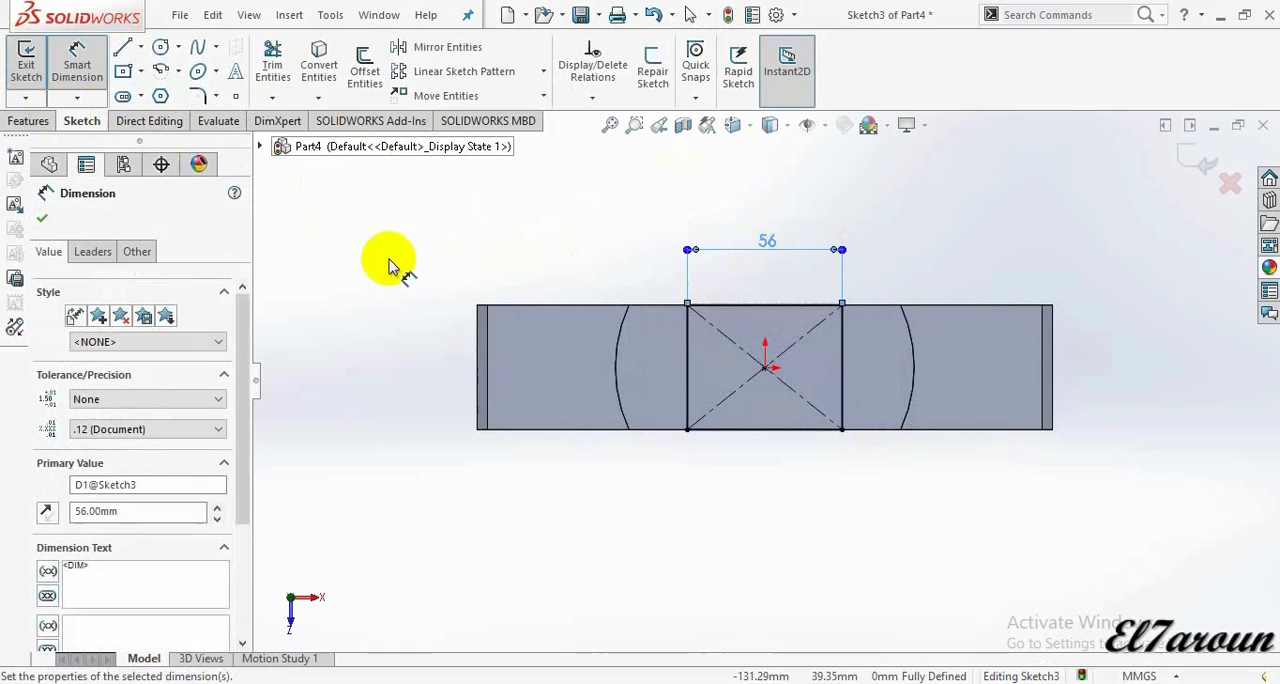 SOLIDWORKS File Edit View Insert Tools Window Help Sketch3 of Part4 * Search Commands ?
Exit Sketch Smart Dimension Trim Entities Convert Entities Offset Entities Mirror Entities Linear Sketch Pattern Move Entities Display/Delete Relations Repair Sketch Quick Snaps Rapid Sketch Instant2D
Features Sketch Direct Editing Evaluate DimXpert SOLIDWORKS Add-Ins SOLIDWORKS MBD
Part4 (Default<<Default>_Display State 1>)
Dimension
Value Leaders Other
56
Style
<NONE>
Tolerance/Precision
None
.12 (Document)
Primary Value
D1@Sketch3
56.00mm
Dimension Text
<DIM>
X
Z
Activate Wind
Go to Settings to a
El7aroun
Model 3D Views Motion Study 1
Set the properties of the selected dimension(s). -131.29mm 39.35mm 0mm Fully Defined Editing Sketch3 MMGS